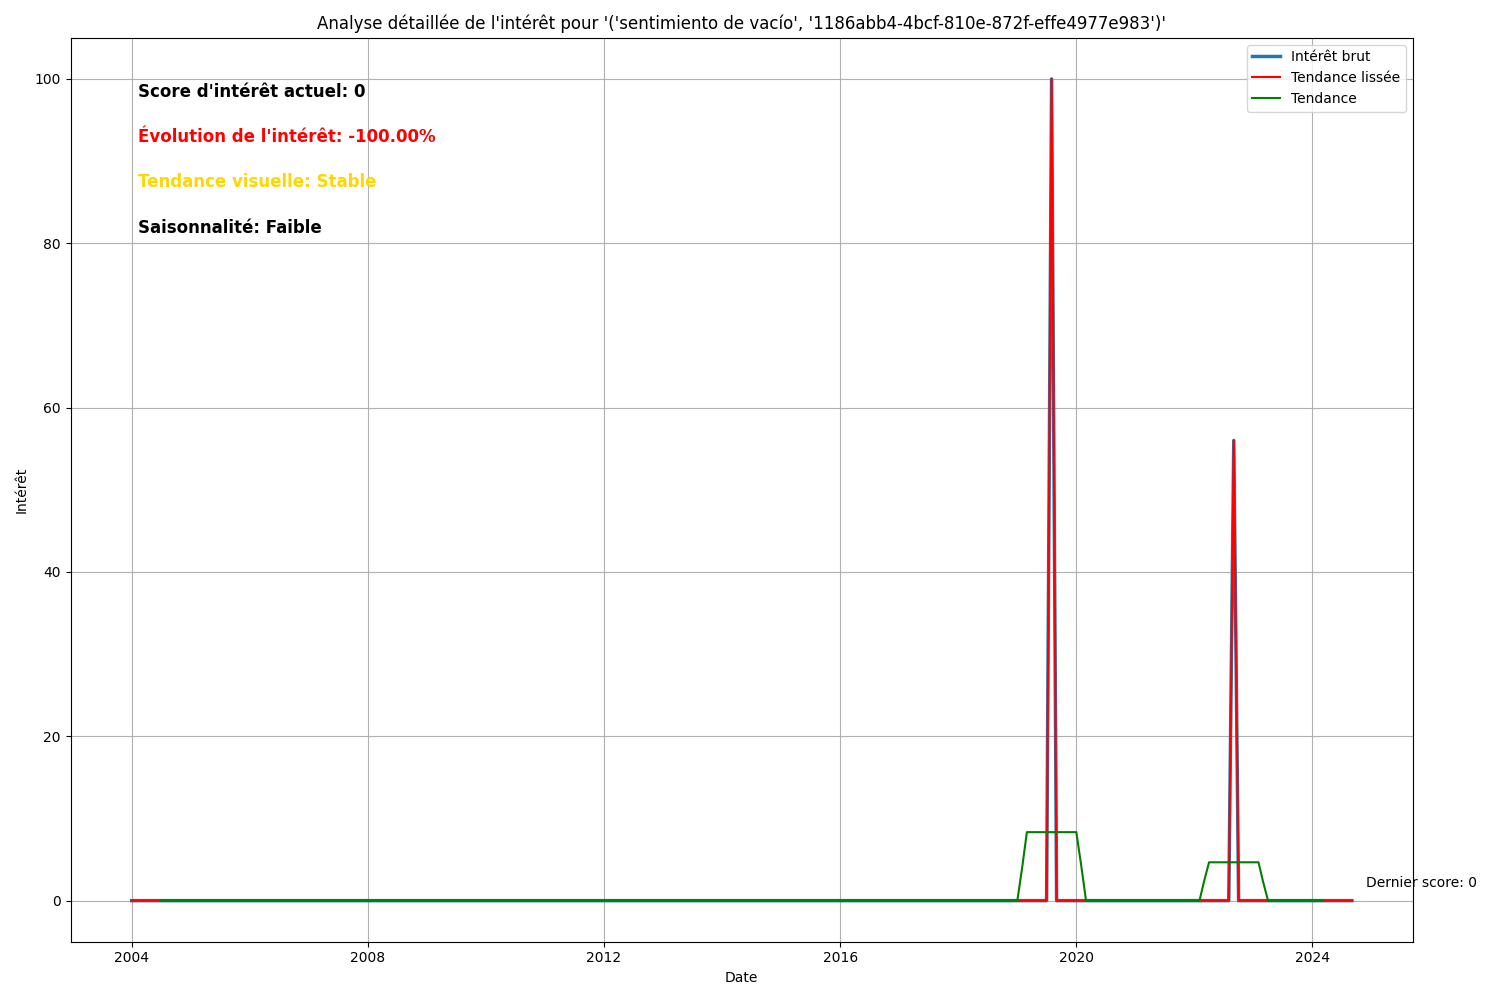 Analyse détaillée de l'intérêt pour '('sentimiento de vacío', '1186abb4-4bcf-810e-872f-effe4977e983')'
Intérêt brut
Tendance lissée
Tendance
Score d'intérêt actuel: 0
Évolution de l'intérêt: -100.00%
Tendance visuelle: Stable
Saisonnalité: Faible
100
80
60
40
20
0
Intérêt
Dernier score: 0
2004 2008 2012 2016 2020 2024
Date